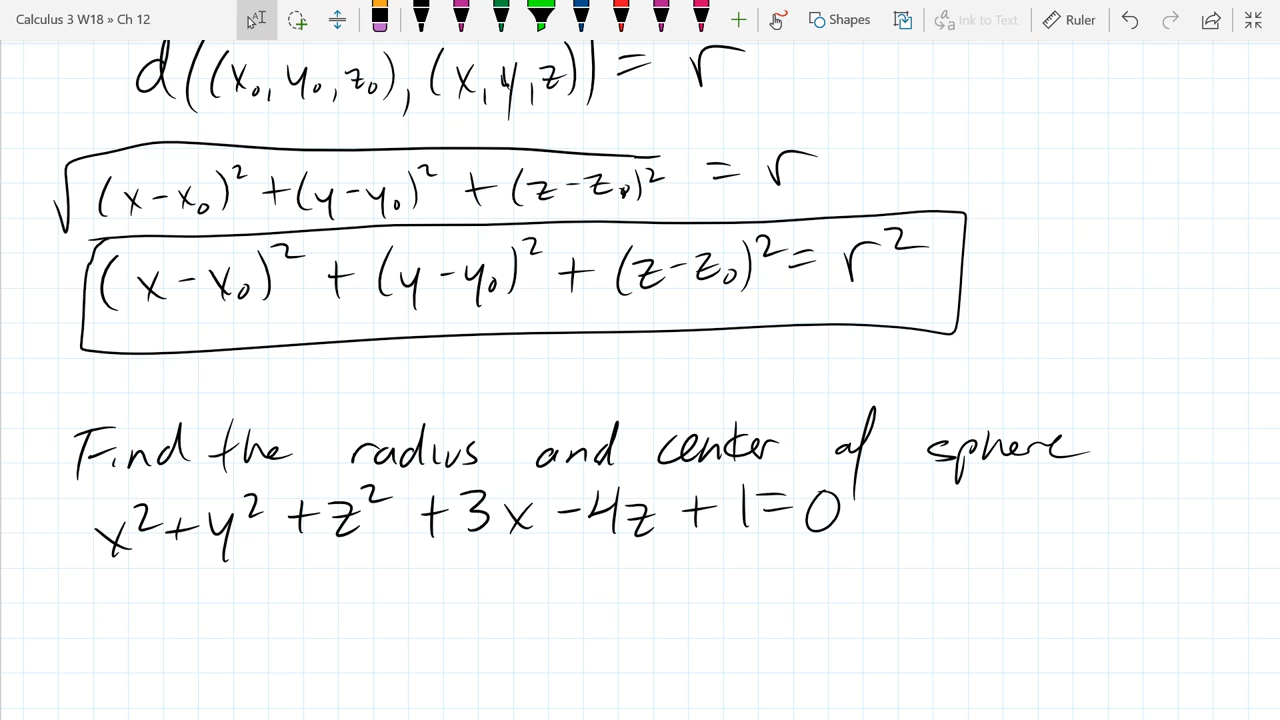 Calculus 3 W18 » Ch 12
Shapes
Ink to Text
Ruler
d((x₀, y₀, z₀), (x, y, z)) = r
√(x-x₀)² + (y-y₀)² + (z-z₀)² = r
(x-x₀)² + (y-y₀)² + (z-z₀)² = r²
Find the radius and center of sphere
x² + y² + z² + 3x - 4z + 1 = 0